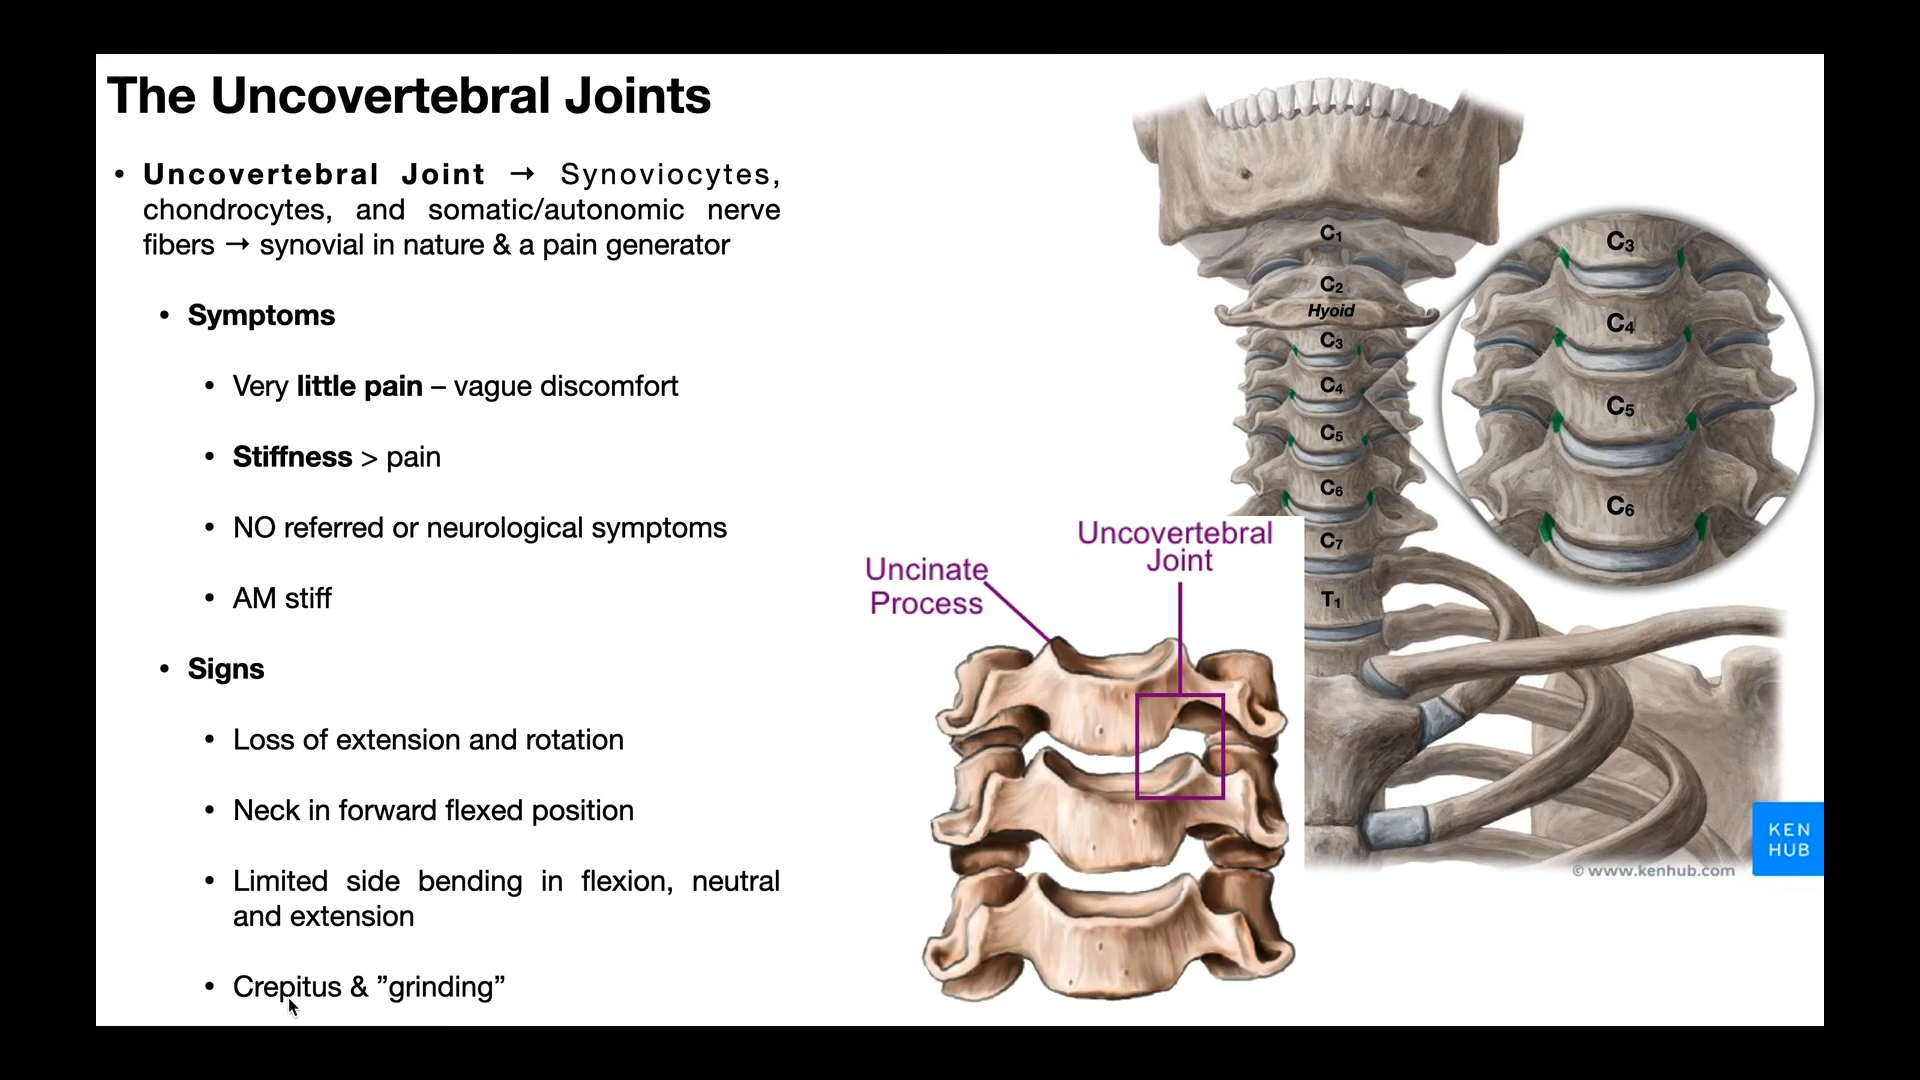 The Uncovertebral Joints
• Uncovertebral Joint → Synoviocytes,
chondrocytes, and somatic/autonomic nerve
fibers → synovial in nature & a pain generator
• Symptoms
• Very little pain – vague discomfort
• Stiffness > pain
• NO referred or neurological symptoms
• AM stiff
• Signs
• Loss of extension and rotation
• Neck in forward flexed position
• Limited side bending in flexion, neutral
and extension
• Crepitus & ”grinding”
C1
C2
Hyoid
C3
C4
C5
C6
C7
T1
C3
C4
C5
C6
Uncovertebral
Joint
Uncinate
Process
KEN
HUB
© www.kenhub.com